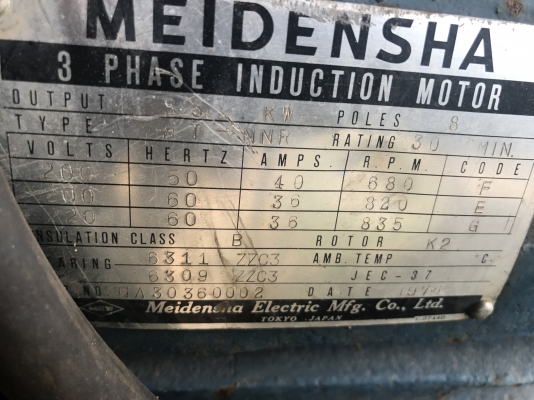 MEIDENSHA
3 PHASE INDUCTION MOTOR
OUTPUT KW POLES 8
TYPE NNR RATING 30 MIN.
VOLTS HERTZ AMPS. R.P.M. CODE
200 50 40 680 F
60 36 820 E
60 36 835 G
INSULATION CLASS B ROTOR K2
6311 ZZC3 AMB. TEMP °C
6309 ZZC3 JEC-37
NO DATE
Meidensha Electric Mfg. Co., Ltd.
TOKYO JAPAN